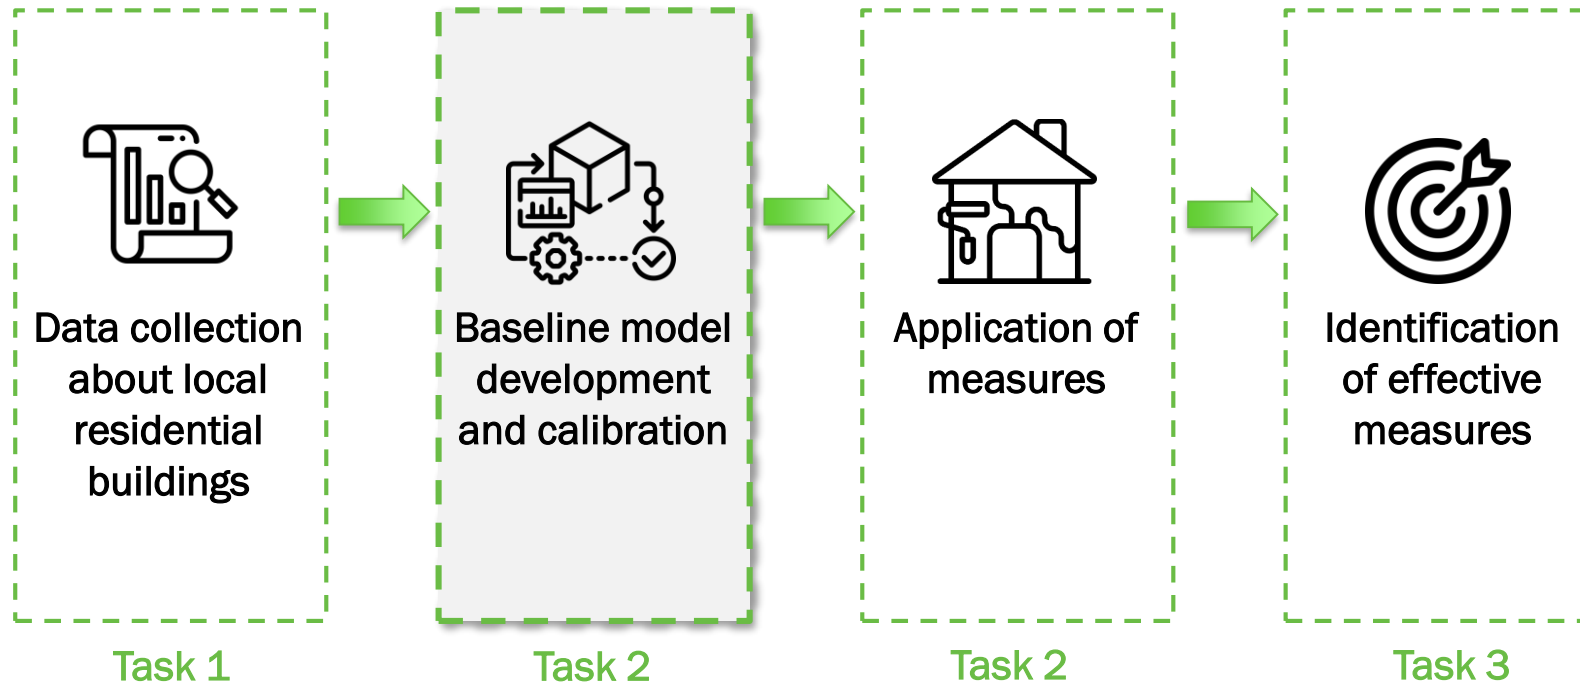 Data collection
about local
residential
buildings
Task 1
Baseline model
development
and calibration
Task 2
Application of
measures
Task 2
Identification
of effective
measures
Task 3